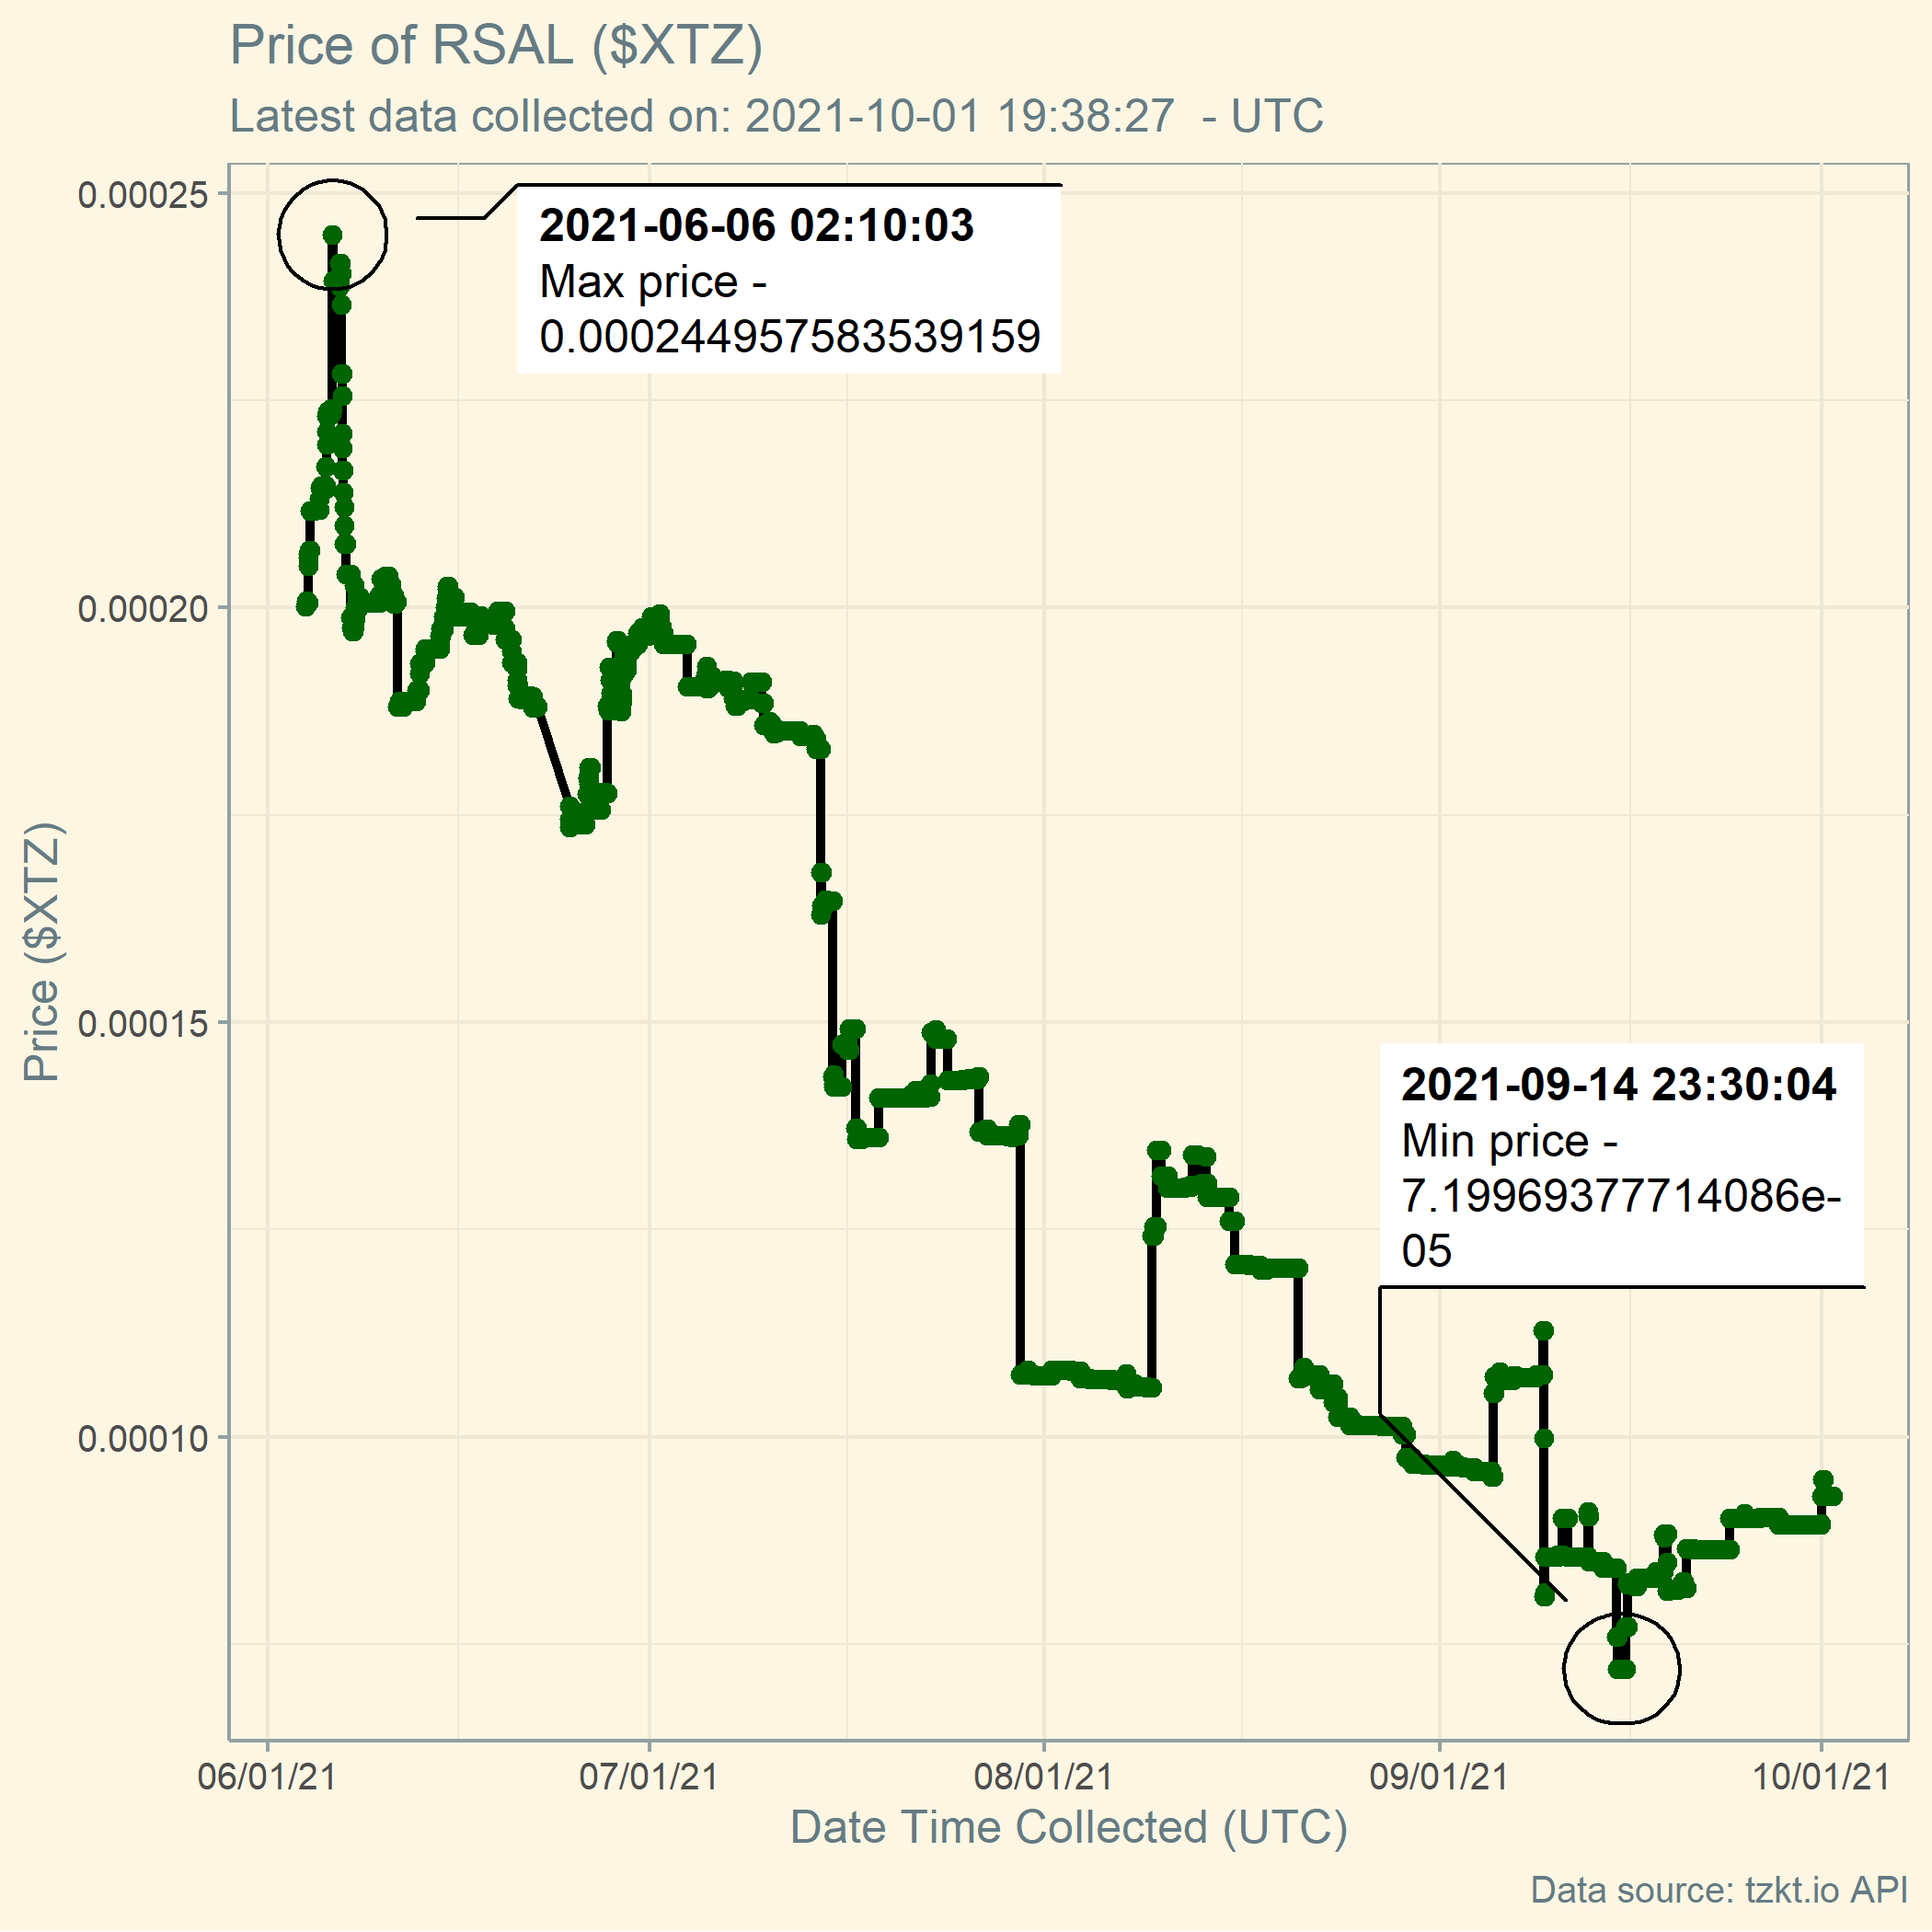 Price of RSAL ($XTZ)
Latest data collected on: 2021-10-01 19:38:27  - UTC
0.00025
0.00020
0.00015
0.00010
Price ($XTZ)
2021-06-06 02:10:03
Max price -
0.000244957583539159
2021-09-14 23:30:04
Min price -
7.19969377714086e-
05
06/01/21
07/01/21
08/01/21
09/01/21
10/01/21
Date Time Collected (UTC)
Data source: tzkt.io API